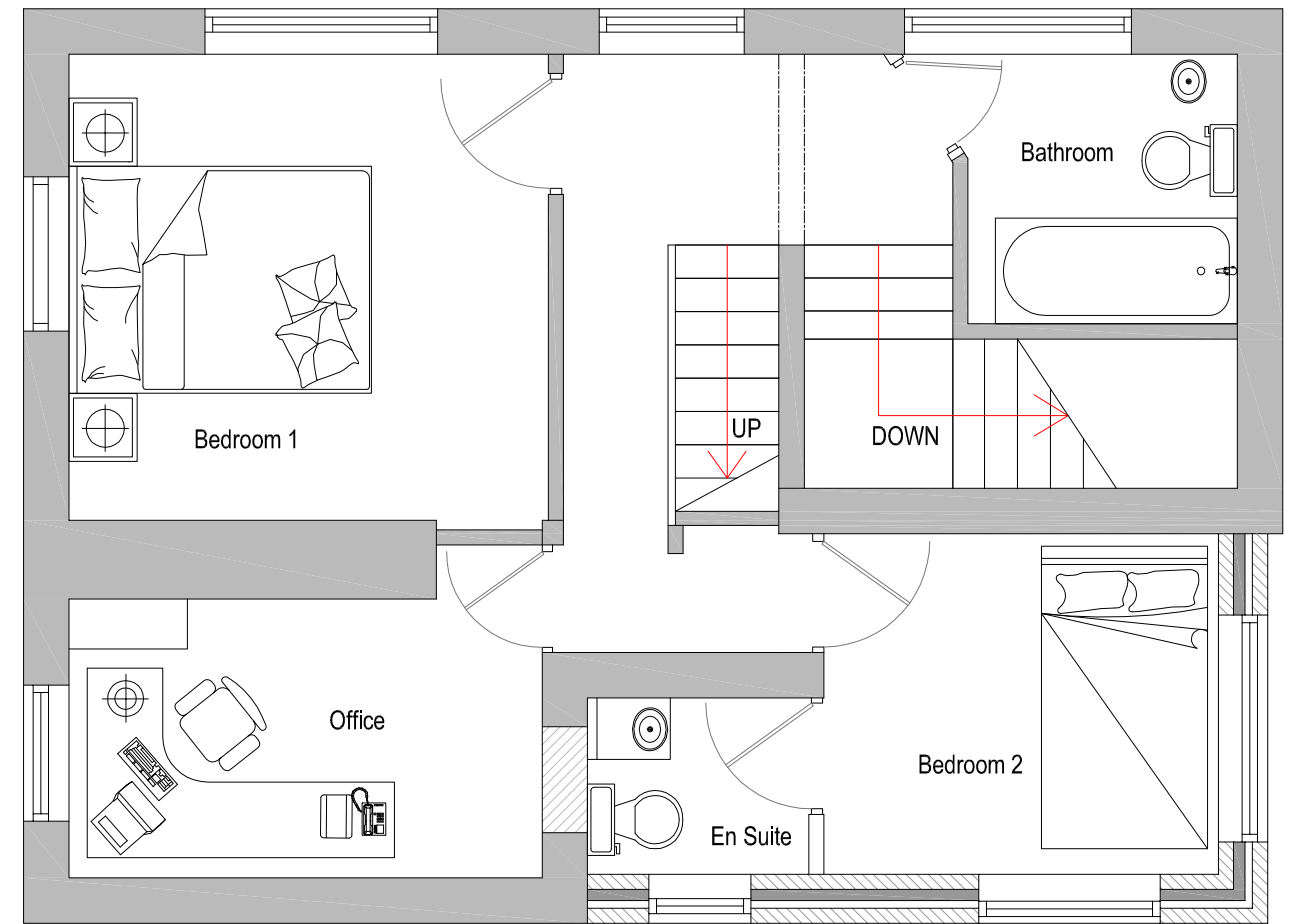 Bathroom
Bedroom 1
UP
DOWN
Office
Bedroom 2
En Suite